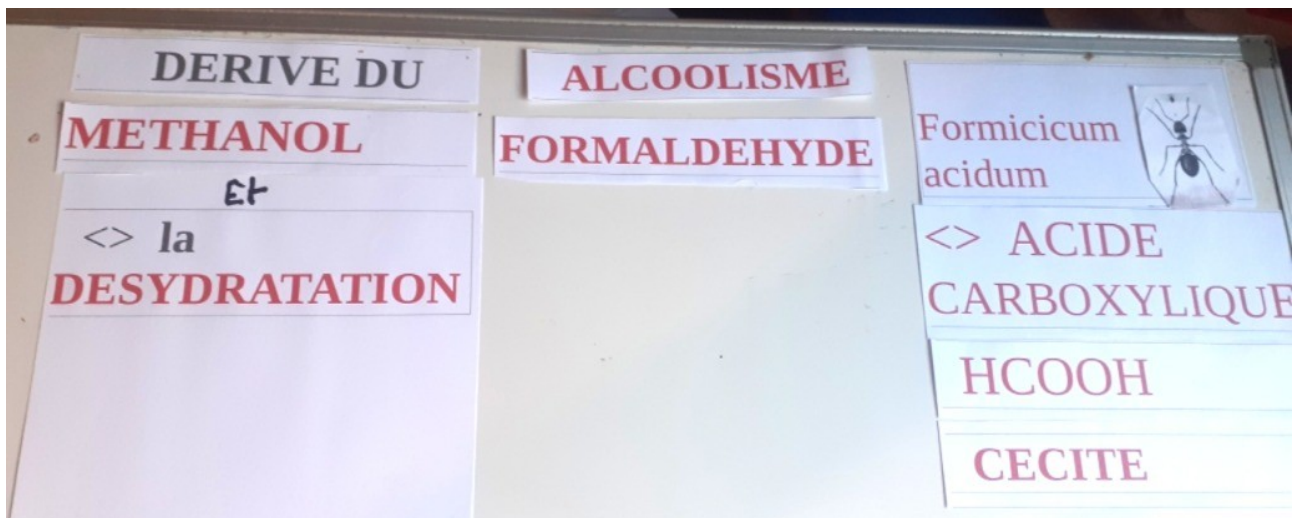 DERIVE DU
METHANOL
Et
<> la
DESYDRATATION
ALCOOLISME
FORMALDEHYDE
Formicicum
acidum
<> ACIDE
CARBOXYLIQUE
HCOOH
CECITE